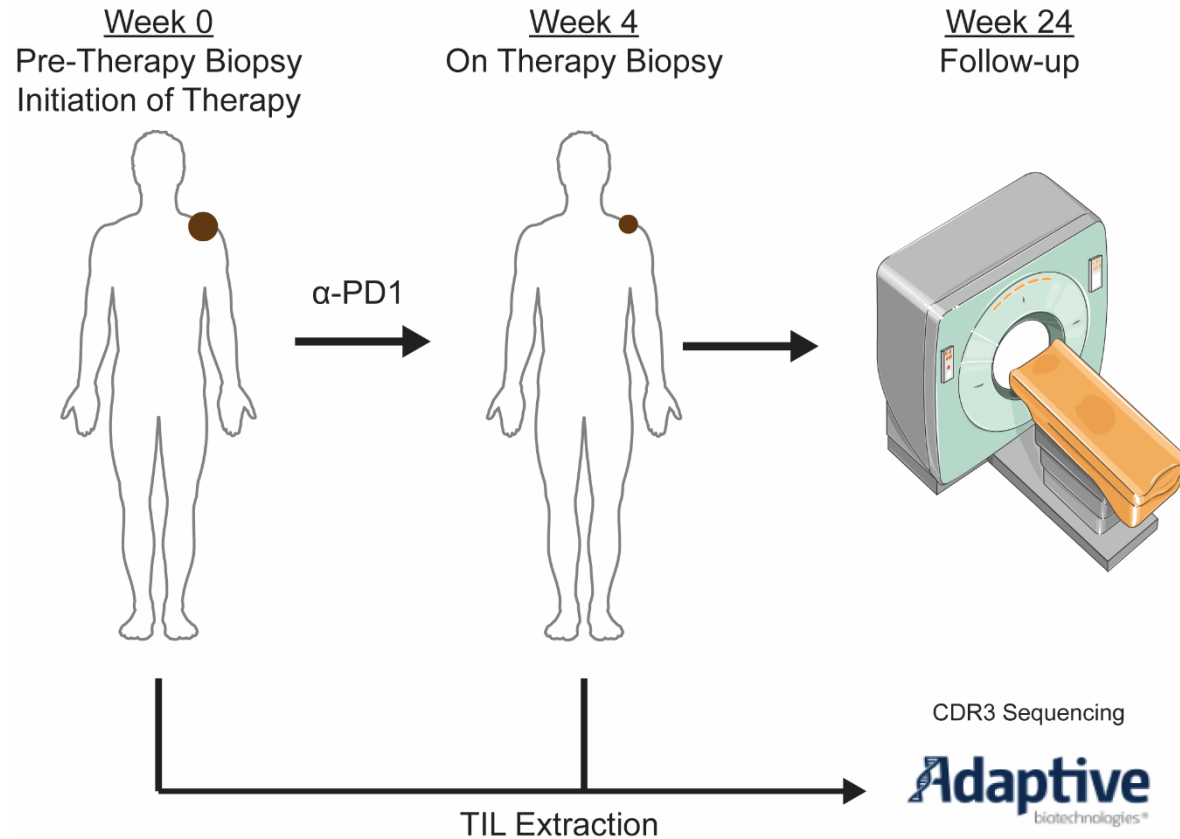 Week 0
Pre-Therapy Biopsy
Initiation of Therapy
Week 4
On Therapy Biopsy
Week 24
Follow-up
α-PD1
CDR3 Sequencing
Adaptive
biotechnologies®
TIL Extraction